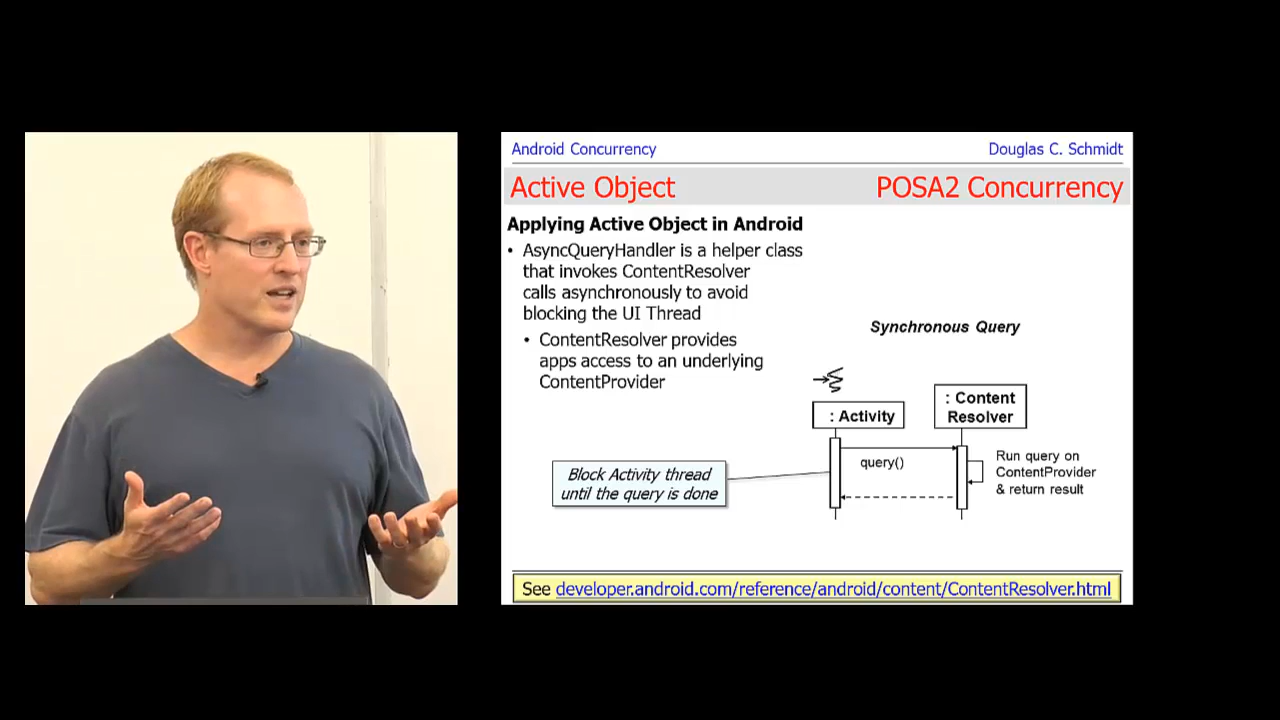 Android Concurrency
Douglas C. Schmidt
Active Object
POSA2 Concurrency
Applying Active Object in Android
• AsyncQueryHandler is a helper class
that invokes ContentResolver
calls asynchronously to avoid
blocking the UI Thread
• ContentResolver provides
apps access to an underlying
ContentProvider
Synchronous Query
: Activity
: Content
Resolver
query()
Run query on
ContentProvider
& return result
Block Activity thread
until the query is done
See developer.android.com/reference/android/content/ContentResolver.html